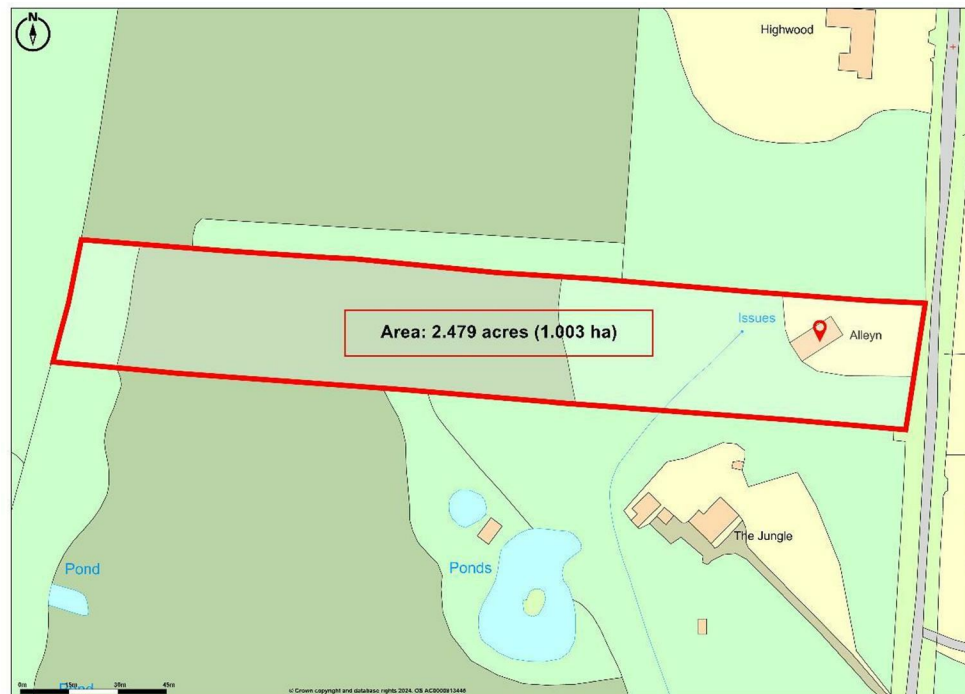 N
Highwood
Issues
Area: 2.479 acres (1.003 ha)
Alleyn
The Jungle
Ponds
Pond
Pond
0m 15m 30m 45m
© Crown copyright and database rights 2024. OS AC0000813445